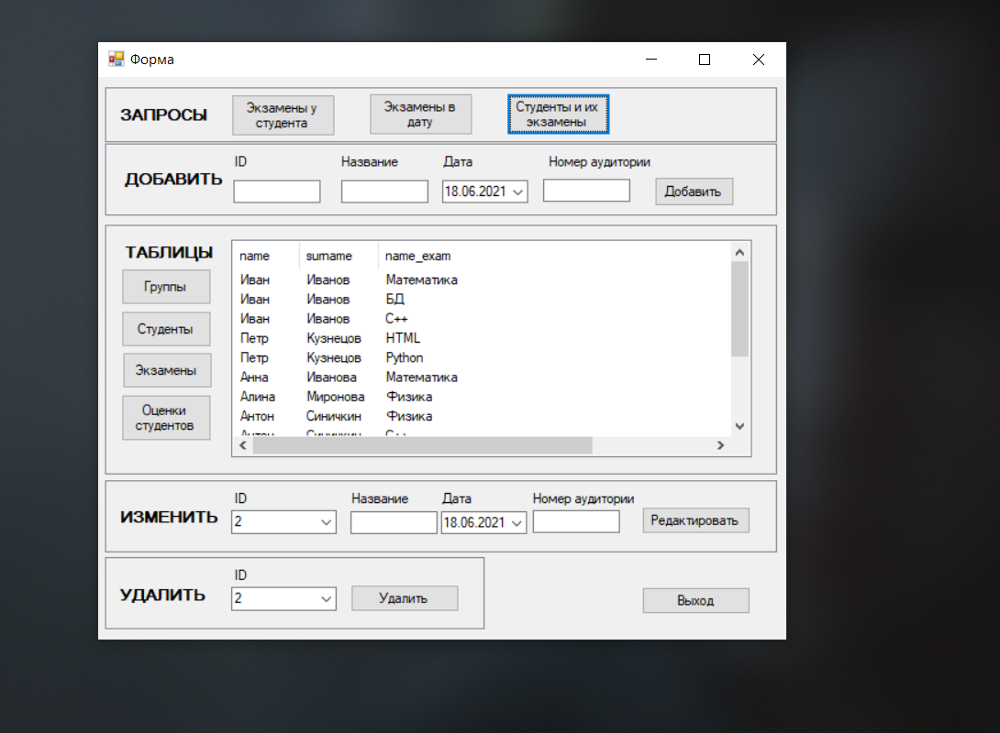 Форма
ЗАПРОСЫ
Экзамены у
студента
Экзамены в
дату
Студенты и их
экзамены
ДОБАВИТЬ
ID
Название
Дата
Номер аудитории
18.06.2021
Добавить
ТАБЛИЦЫ
Группы
Студенты
Экзамены
Оценки
студентов
name surname name_exam
Иван Иванов Математика
Иван Иванов БД
Иван Иванов C++
Петр Кузнецов HTML
Петр Кузнецов Python
Анна Иванова Математика
Алина Миронова Физика
Антон Синичкин Физика
Антон Синичкин C++
ИЗМЕНИТЬ
ID
Название
Дата
Номер аудитории
2
18.06.2021
Редактировать
УДАЛИТЬ
ID
2
Удалить
Выход